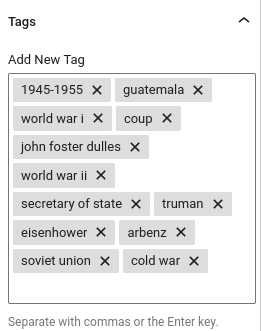 Tags
Add New Tag
1945-1955 × guatemala ×
world war i × coup ×
john foster dulles ×
world war ii ×
secretary of state × truman ×
eisenhower × arbenz ×
soviet union × cold war ×
Separate with commas or the Enter key.